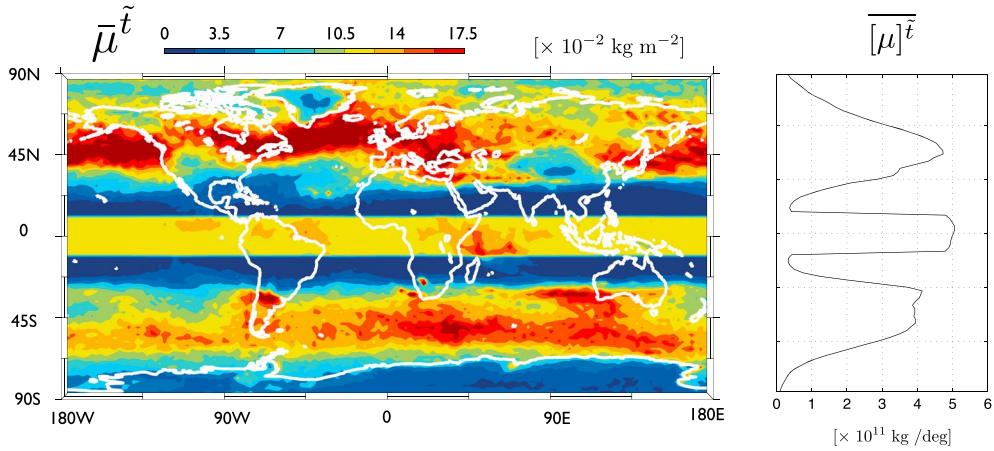 μ̄^t̃
0 3.5 7 10.5 14 17.5
[× 10⁻² kg m⁻²]
90N
45N
0
45S
90S
180W 90W 0 90E 180E
[μ]^t̃
0 1 2 3 4 5 6
[× 10¹¹ kg /deg]